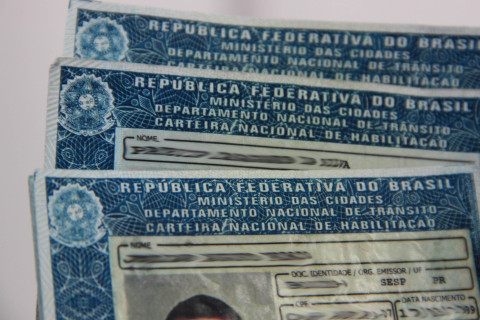 REPÚBLICA FEDERATIVA DO BRASIL
MINISTÉRIO DAS CIDADES
DEPARTAMENTO NACIONAL DE TRÂNSITO
CARTEIRA NACIONAL DE HABILITAÇÃO
REPÚBLICA FEDERATIVA DO BRASIL
MINISTÉRIO DAS CIDADES
DEPARTAMENTO NACIONAL DE TRÂNSITO
CARTEIRA NACIONAL DE HABILITAÇÃO
NOME
REPÚBLICA FEDERATIVA DO BRASIL
MINISTÉRIO DAS CIDADES
DEPARTAMENTO NACIONAL DE TRÂNSITO
CARTEIRA NACIONAL DE HABILITAÇÃO
NOME
DOC. IDENTIDADE / ORG. EMISSOR / UF
SESP PR
CPF DATA NASCIMENTO